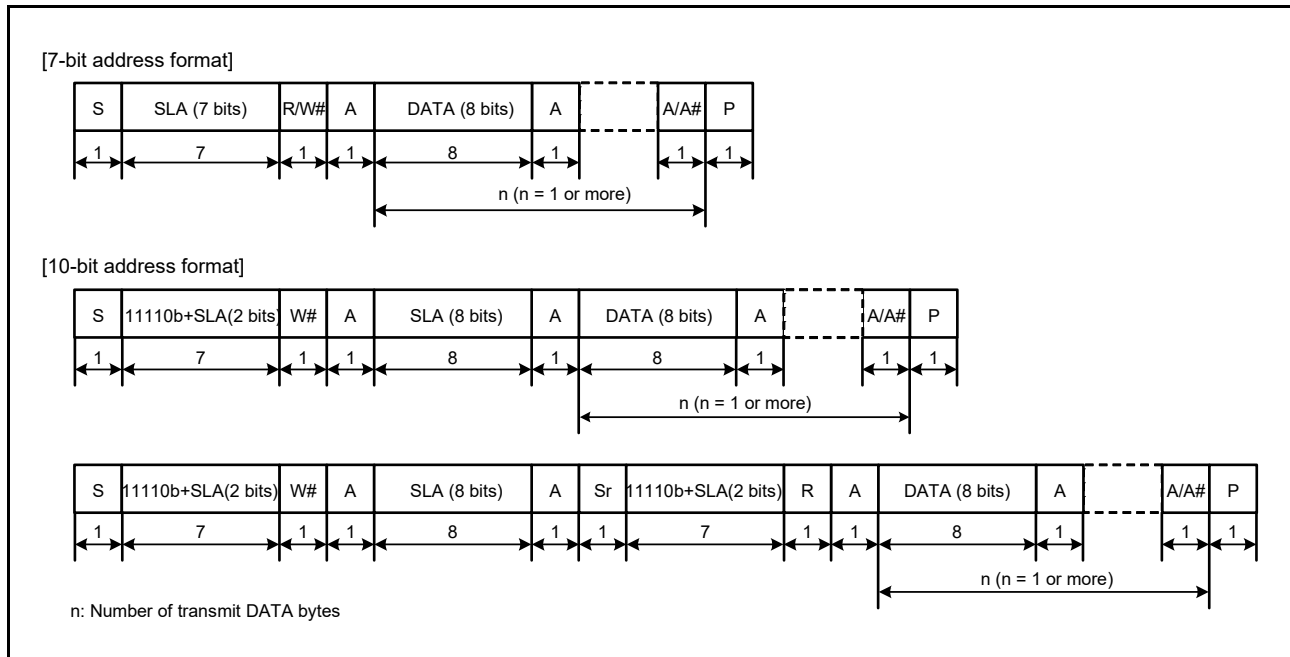 [7-bit address format]
S SLA (7 bits) R/W# A DATA (8 bits) A A/A# P
1 7 1 1 8 1 1 1
n (n = 1 or more)
[10-bit address format]
S 11110b+SLA(2 bits) W# A SLA (8 bits) A DATA (8 bits) A A/A# P
1 7 1 1 8 1 8 1 1 1
n (n = 1 or more)
S 11110b+SLA(2 bits) W# A SLA (8 bits) A Sr 11110b+SLA(2 bits) R A DATA (8 bits) A A/A# P
1 7 1 1 8 1 1 7 1 1 8 1 1 1
n (n = 1 or more)
n: Number of transmit DATA bytes